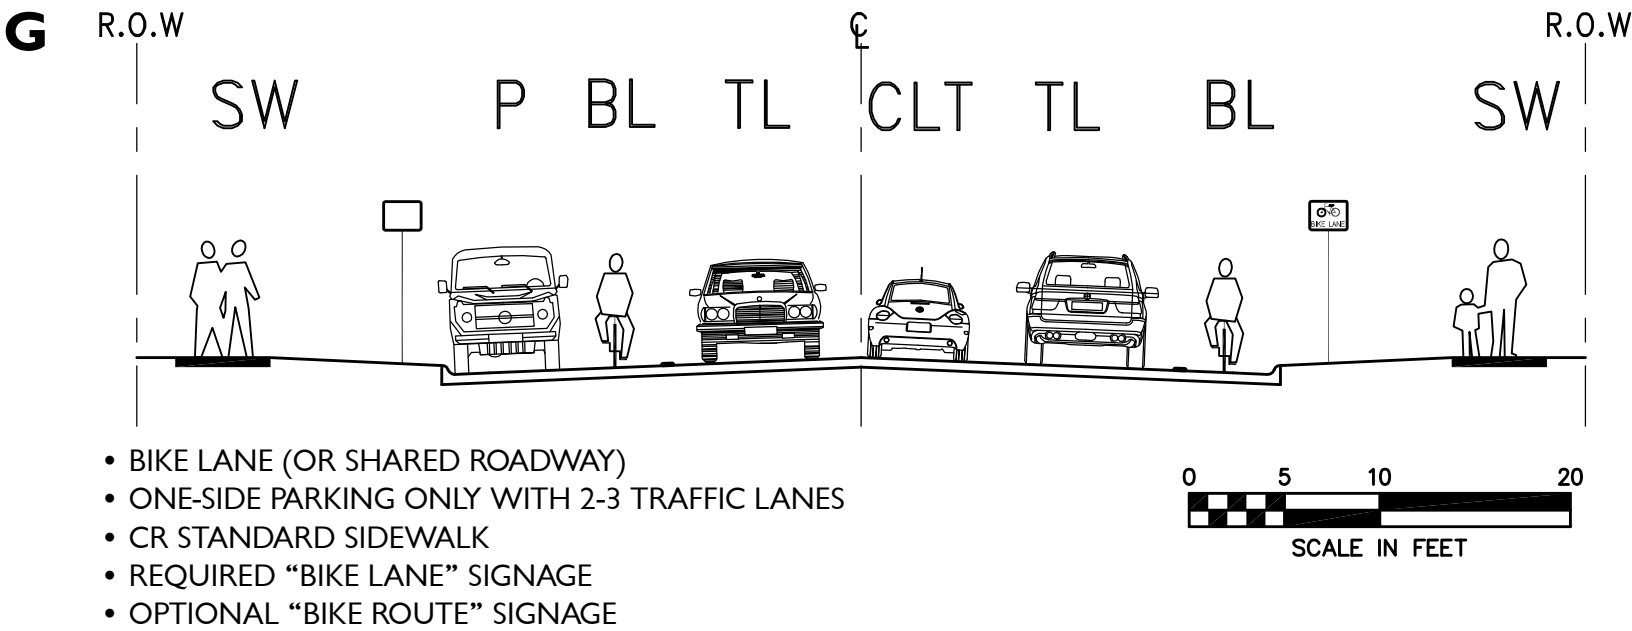 G
R.O.W
CL
R.O.W
SW P BL TL CLT TL BL SW
BIKE LANE
• BIKE LANE (OR SHARED ROADWAY)
• ONE-SIDE PARKING ONLY WITH 2-3 TRAFFIC LANES
• CR STANDARD SIDEWALK
• REQUIRED “BIKE LANE” SIGNAGE
• OPTIONAL “BIKE ROUTE” SIGNAGE
0 5 10 20
SCALE IN FEET